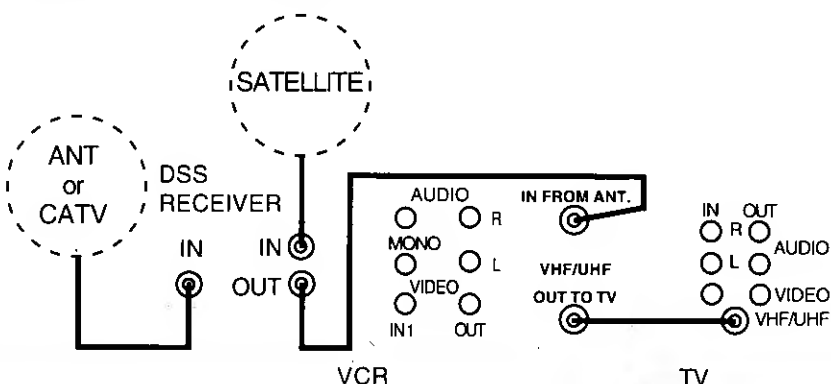 SATELLITE
ANT
or
CATV
DSS
RECEIVER
IN
IN
OUT
AUDIO
R
MONO
L
VIDEO
IN1
OUT
IN FROM ANT.
VHF/UHF
OUT TO TV
IN
OUT
R
AUDIO
L
VIDEO
VHF/UHF
VCR
TV